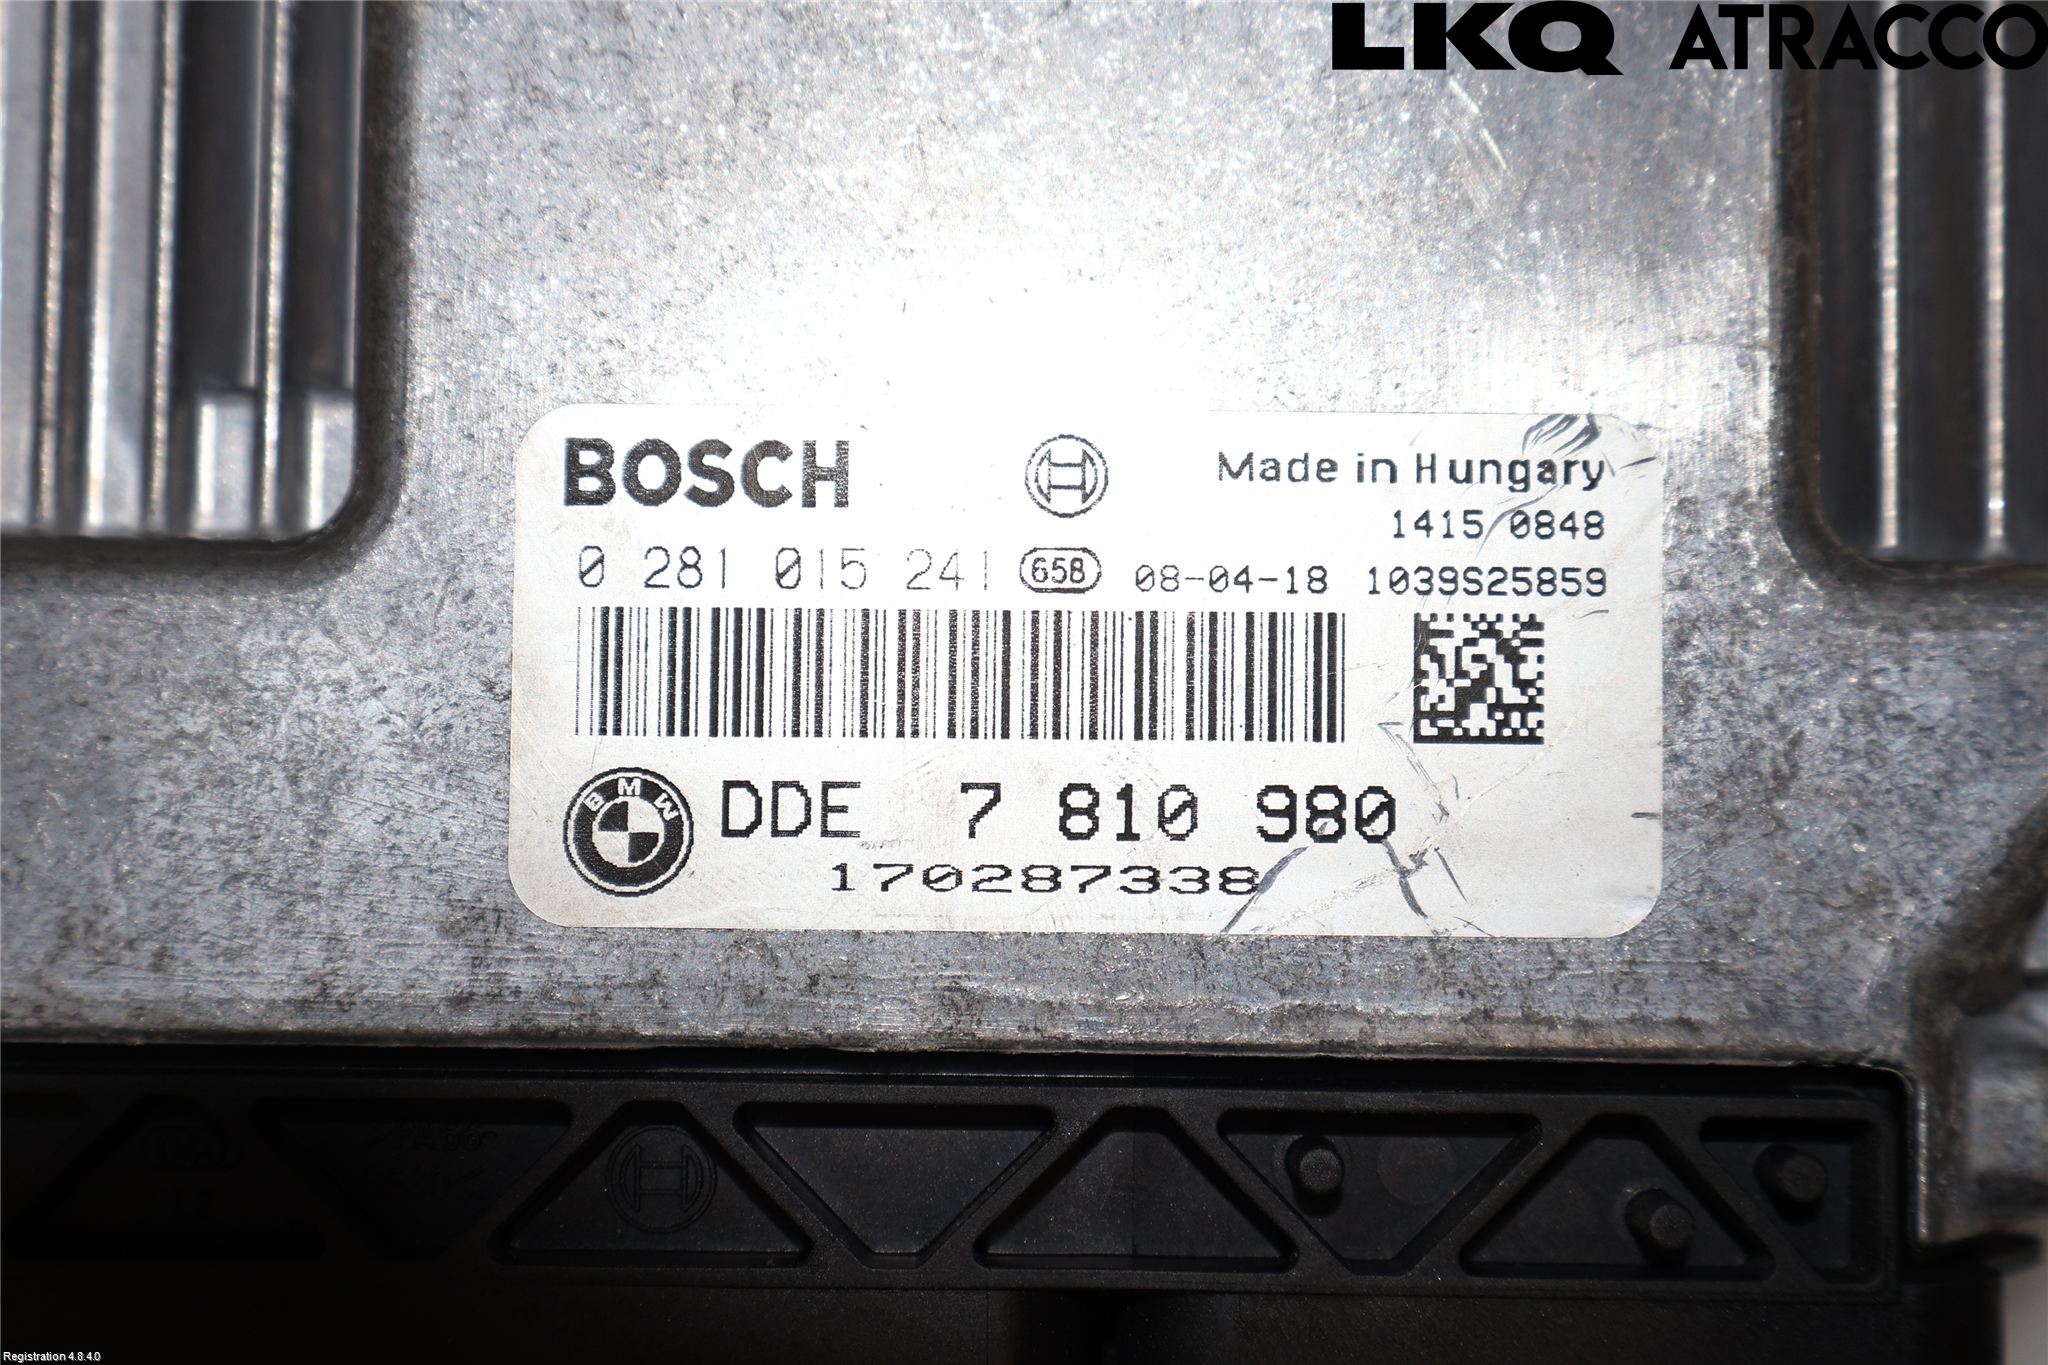 LKQ ATRACCO
BOSCH
Made in Hungary
1415 0848
0 281 015 241 658 08-04-18 1039S25859
BMW
DDE 7 810 980
170287338
Registration 4.8.4.0